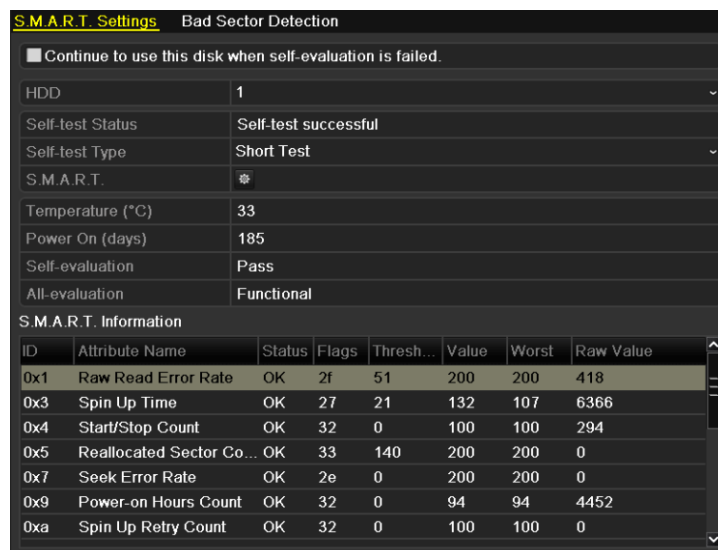 S.M.A.R.T. Settings Bad Sector Detection
Continue to use this disk when self-evaluation is failed.
HDD 1
Self-test Status Self-test successful
Self-test Type Short Test
S.M.A.R.T.
Temperature (°C) 33
Power On (days) 185
Self-evaluation Pass
All-evaluation Functional
S.M.A.R.T. Information
ID Attribute Name Status Flags Thresh... Value Worst Raw Value
0x1 Raw Read Error Rate OK 2f 51 200 200 418
0x3 Spin Up Time OK 27 21 132 107 6366
0x4 Start/Stop Count OK 32 0 100 100 294
0x5 Reallocated Sector Co... OK 33 140 200 200 0
0x7 Seek Error Rate OK 2e 0 200 200 0
0x9 Power-on Hours Count OK 32 0 94 94 4452
0xa Spin Up Retry Count OK 32 0 100 100 0